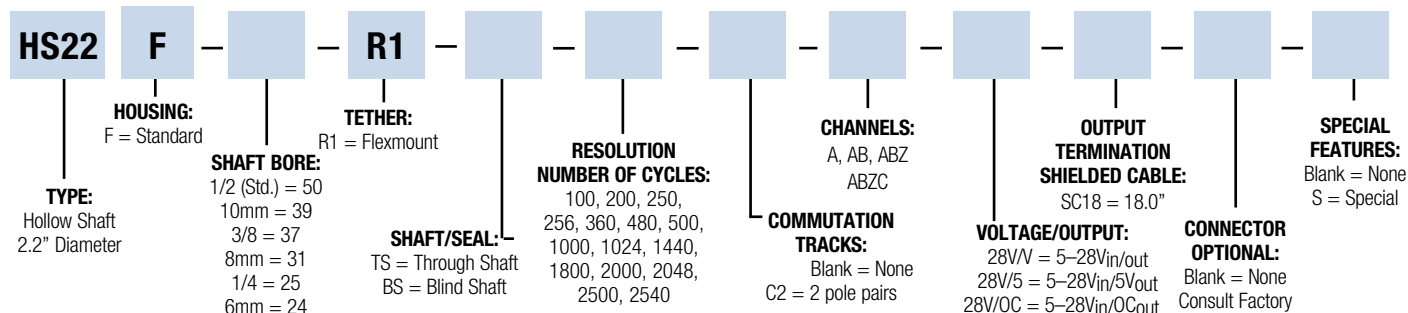 HS22 F – – R1 – – – – – – – –
TYPE:
Hollow Shaft
2.2” Diameter
HOUSING:
F = Standard
SHAFT BORE:
1/2 (Std.) = 50
10mm = 39
3/8 = 37
8mm = 31
1/4 = 25
6mm = 24
TETHER:
R1 = Flexmount
SHAFT/SEAL: –
TS = Through Shaft
BS = Blind Shaft
RESOLUTION
NUMBER OF CYCLES:
100, 200, 250,
256, 360, 480, 500,
1000, 1024, 1440,
1800, 2000, 2048,
2500, 2540
COMMUTATION
TRACKS:
Blank = None
C2 = 2 pole pairs
CHANNELS:
A, AB, ABZ
ABZC
VOLTAGE/OUTPUT:
28V/V = 5–28Vin/out
28V/5 = 5–28Vin/5Vout
28V/OC = 5–28Vin/OCout
OUTPUT
TERMINATION
SHIELDED CABLE:
SC18 = 18.0”
CONNECTOR
OPTIONAL:
Blank = None
Consult Factory
SPECIAL
FEATURES:
Blank = None
S = Special